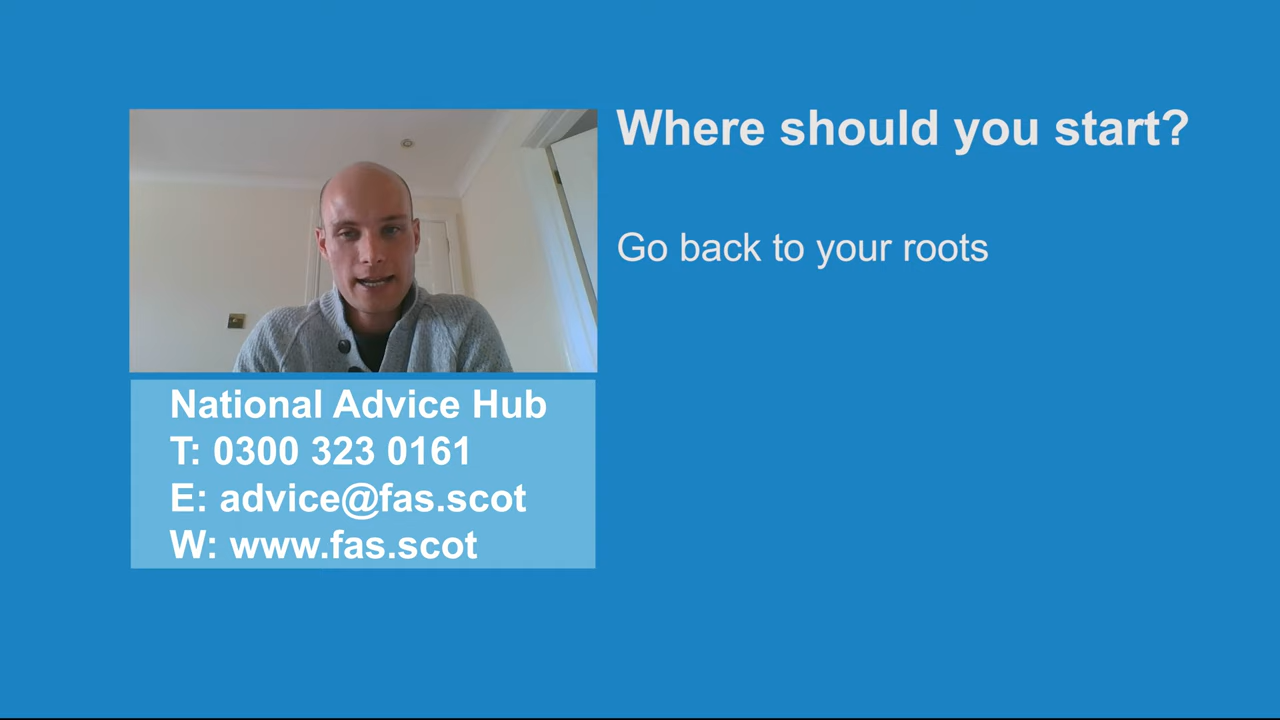 Where should you start?
Go back to your roots
National Advice Hub
T: 0300 323 0161
E: advice@fas.scot
W: www.fas.scot